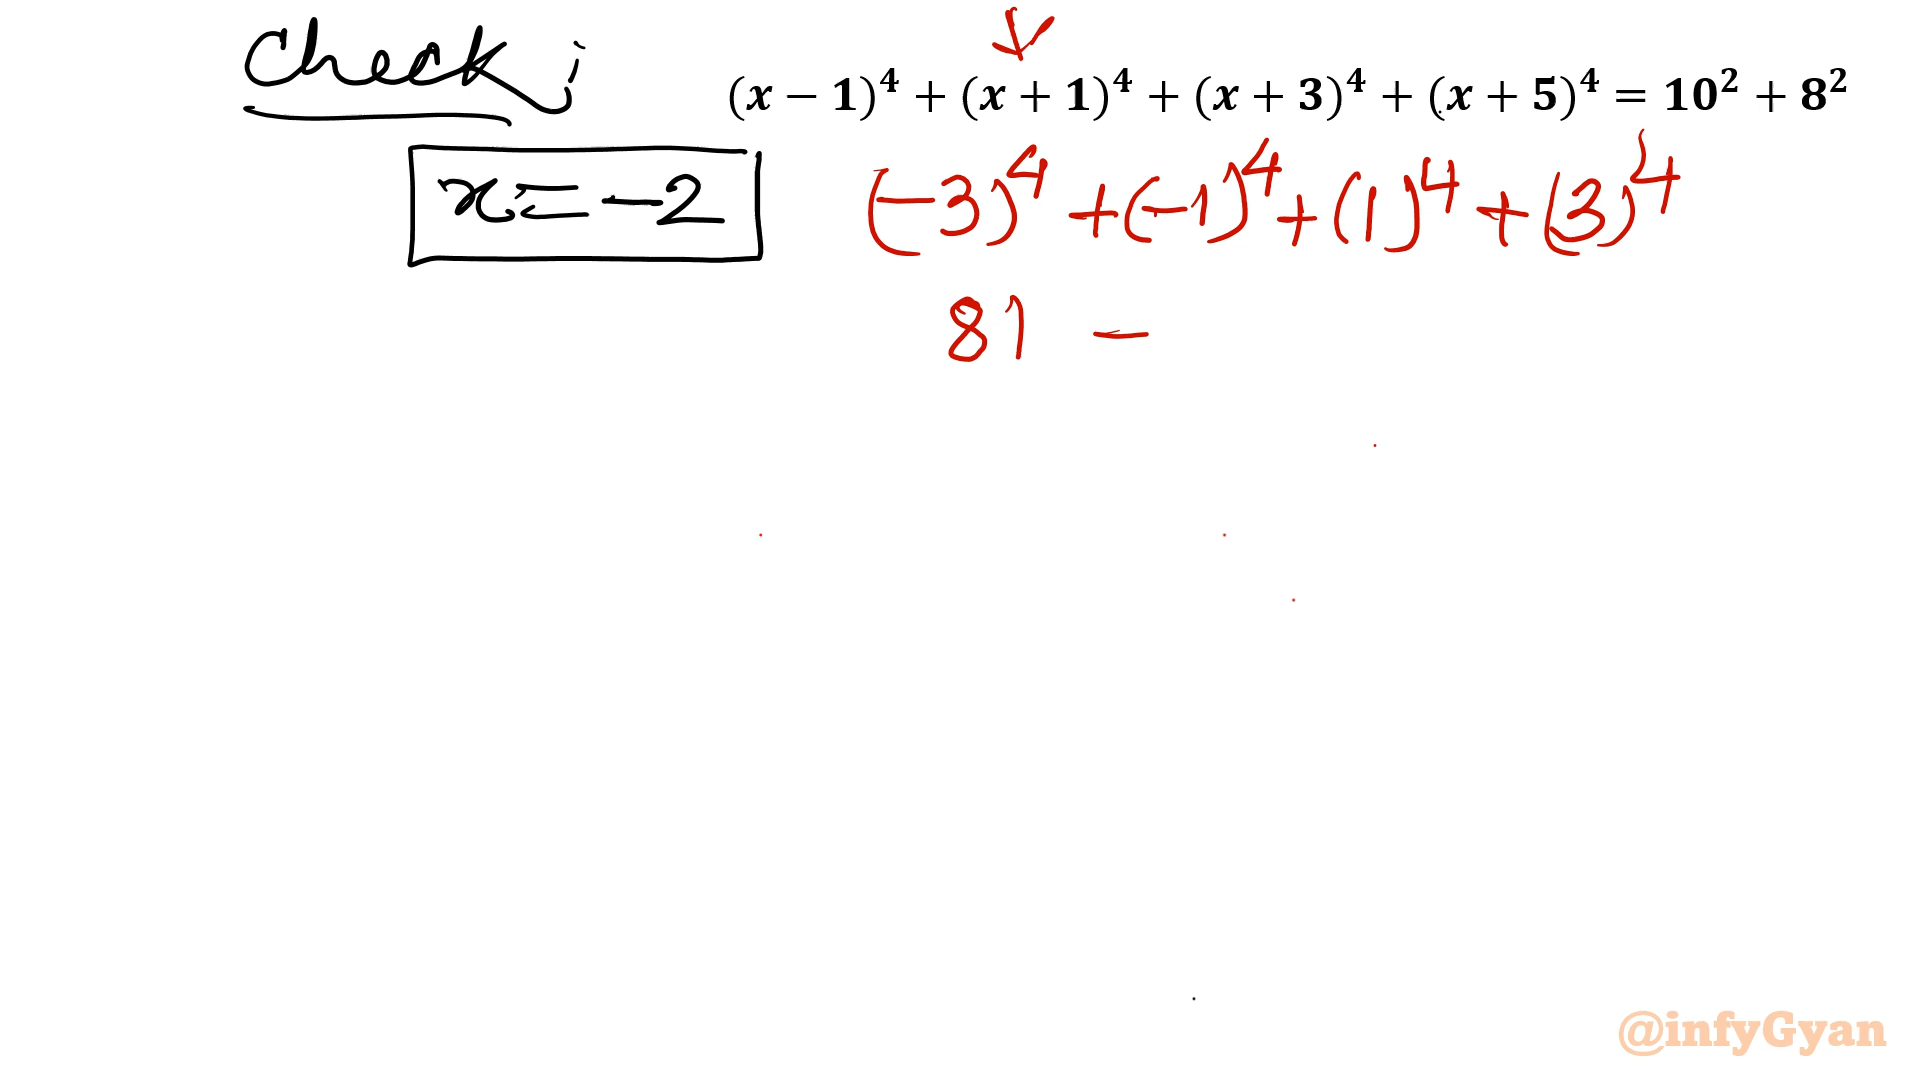 Check ;
(x − 1)⁴ + (x + 1)⁴ + (x + 3)⁴ + (x + 5)⁴ = 10² + 8²
x = −2
(−3)⁴ + (−1)⁴ + (1)⁴ + (3)⁴
81 −
@infyGyan